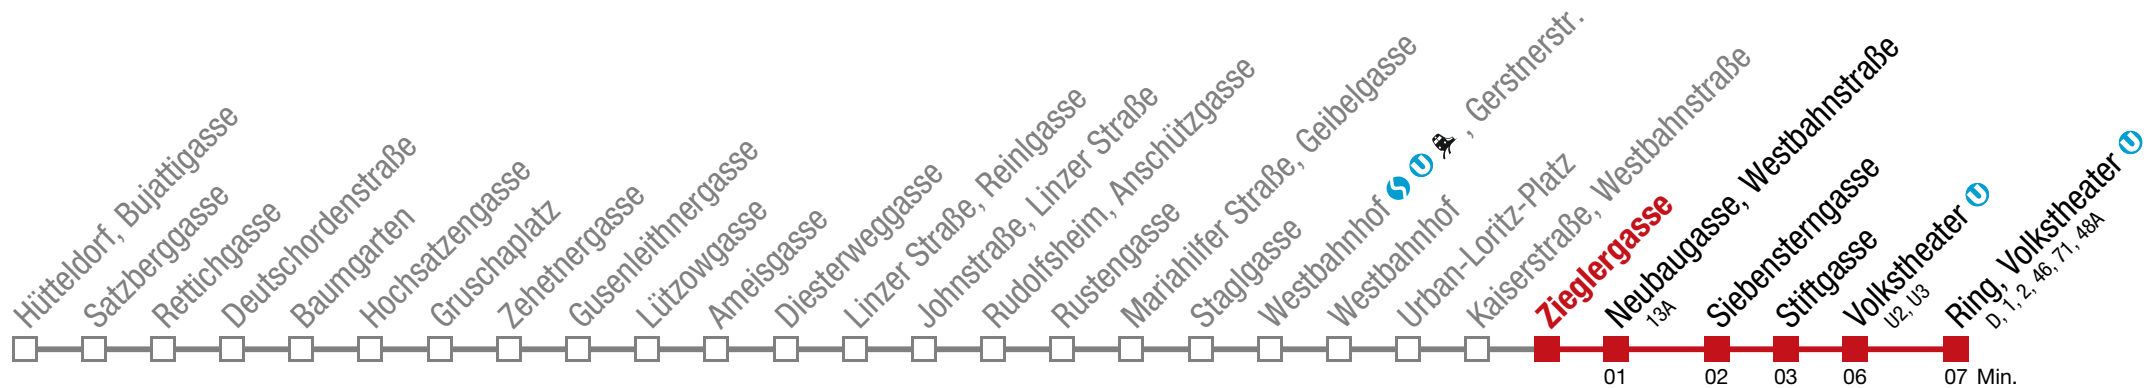 Hütteldorf, Bujattigasse
Satzberggasse
Rettichgasse
Deutschordenstraße
Baumgarten
Hochsatzengasse
Gruschaplatz
Zehetnergasse
Gusenleithnergasse
Lützowgasse
Ameisgasse
Diesterweggasse
Linzer Straße, Reinlgasse
Johnstraße, Linzer Straße
Rudolfsheim, Anschützgasse
Rustengasse
Mariahilfer Straße, Geibelgasse
Staglgasse
Westbahnhof , Gerstnerstr.
Westbahnhof
Urban-Loritz-Platz
Kaiserstraße, Westbahnstraße
Zieglergasse
Neubaugasse, Westbahnstraße
13A
Siebensterngasse
Stiftgasse
Volkstheater U
U2, U3
Ring, Volkstheater U
D, 1, 2, 46, 71, 48A
01 02 03 06 07 Min.